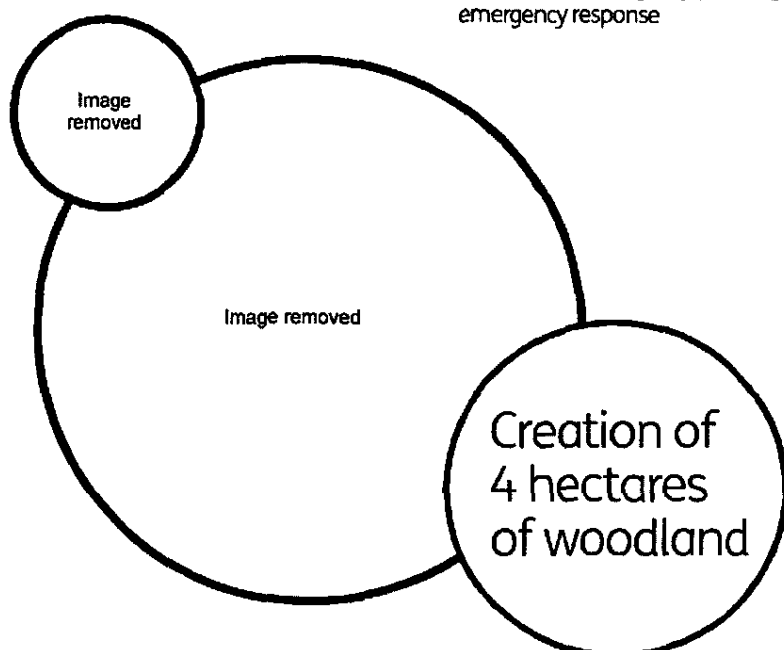 emergency response
Image
removed
Image removed
Creation of
4 hectares
of woodland